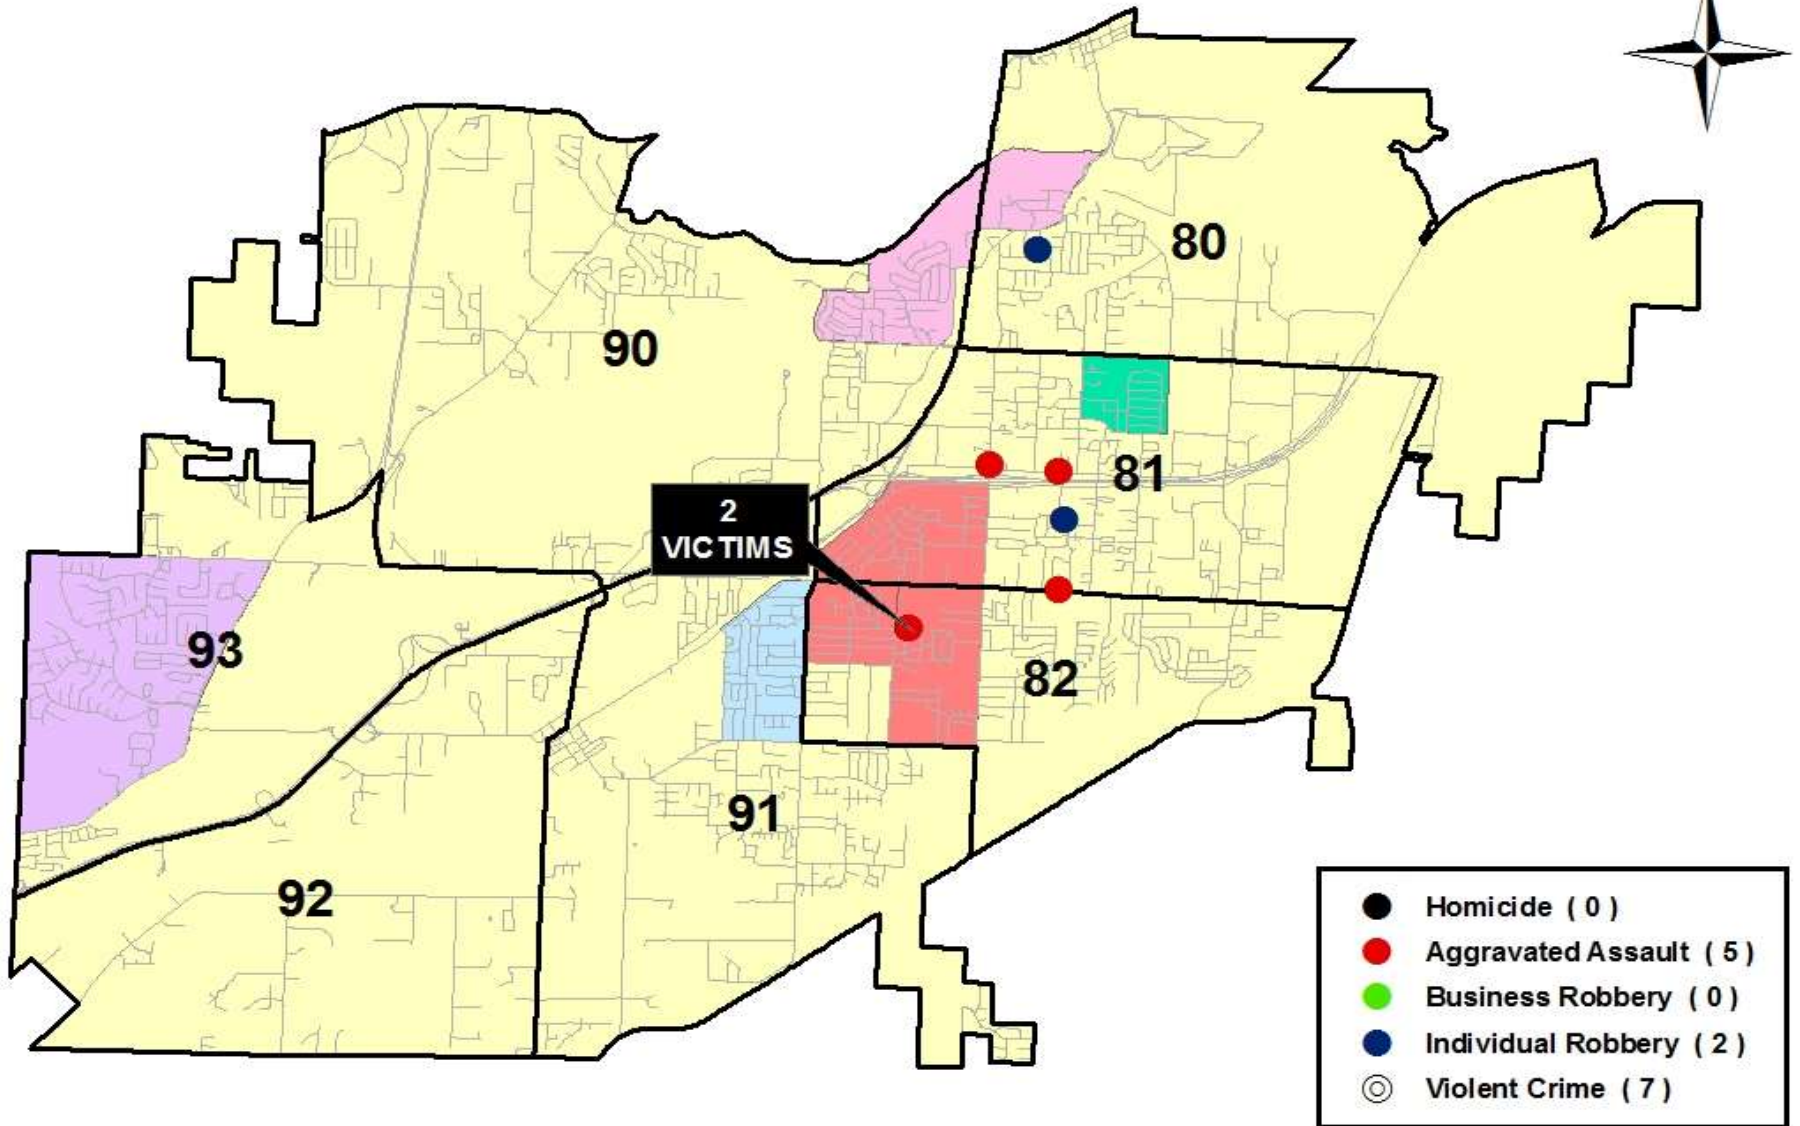 80
90
81
2
VICTIMS
93
82
91
92
Homicide ( 0 )
Aggravated Assault ( 5 )
Business Robbery ( 0 )
Individual Robbery ( 2 )
Violent Crime ( 7 )